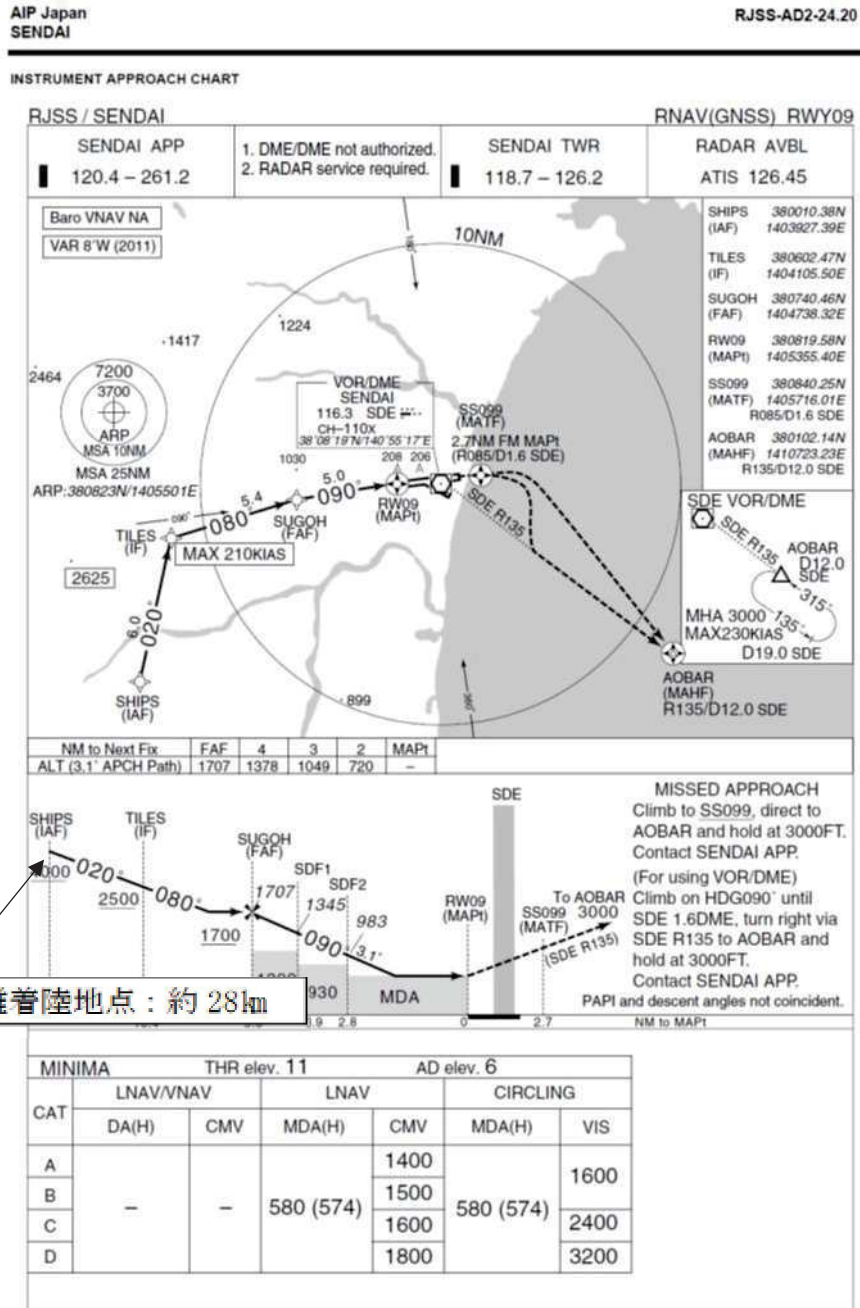 AIP Japan
SENDAI
RJSS-AD2-24.20
INSTRUMENT APPROACH CHART
RJSS / SENDAI
RNAV(GNSS) RWY09
SENDAI APP
120.4 – 261.2
1. DME/DME not authorized.
2. RADAR service required.
SENDAI TWR
118.7 – 126.2
RADAR AVBL
ATIS 126.45
Baro VNAV NA
VAR 8°W (2011)
10NM
180°
SHIPS 380010.38N
(IAF) 1403927.39E
TILES 380602.47N
(IF) 1404105.50E
SUGOH 380740.46N
(FAF) 1404738.32E
RW09 380819.58N
(MAPt) 1405355.40E
SS099 380840.25N
(MATF) 1405716.01E
R085/D1.6 SDE
AOBAR 380102.14N
(MAHF) 1410723.23E
R135/D12.0 SDE
1224
1417
2464
7200
3700
ARP
MSA 10NM
MSA 25NM
ARP:380823N/1405501E
VOR/DME
SENDAI
116.3 SDE
CH–110X
38°08'19"N/140°55'17"E
1030
208 206
SS099
(MATF)
2.7NM FM MAPt
(R085/D1.6 SDE)
5.0
090°
5.4
080°
090°
RW09
(MAPt)
SUGOH
(FAF)
TILES
(IF)
MAX 210KIAS
SDE R135
2625
6.0
020°
SHIPS
(IAF)
899
360°
SDE VOR/DME
SDE R135
AOBAR
D12.0
SDE
315°
135°
MHA 3000
MAX230KIAS
D19.0 SDE
AOBAR
(MAHF)
R135/D12.0 SDE
NM to Next Fix FAF 4 3 2 MAPt
ALT (3.1° APCH Path) 1707 1378 1049 720 –
SHIPS
(IAF)
TILES
(IF)
SUGOH
(FAF)
SDF1
SDF2
RW09
(MAPt)
SDE
SS099
(MATF)
To AOBAR
3000
(SDE R135)
020°
2500
080°
1700
1707
1345
983
090°
3.1°
930
MDA
2.8
0
2.7
NM to MAPt
着陸地点：約 28㎞
MISSED APPROACH
Climb to SS099, direct to
AOBAR and hold at 3000FT.
Contact SENDAI APP.
(For using VOR/DME)
Climb on HDG090° until
SDE 1.6DME, turn right via
SDE R135 to AOBAR and
hold at 3000FT.
Contact SENDAI APP.
PAPI and descent angles not coincident.
MINIMA THR elev. 11 AD elev. 6
CAT LNAV/VNAV LNAV CIRCLING
DA(H) CMV MDA(H) CMV MDA(H) VIS
A – – 580 (574) 1400 580 (574) 1600
B 1500
C 1600 2400
D 1800 3200